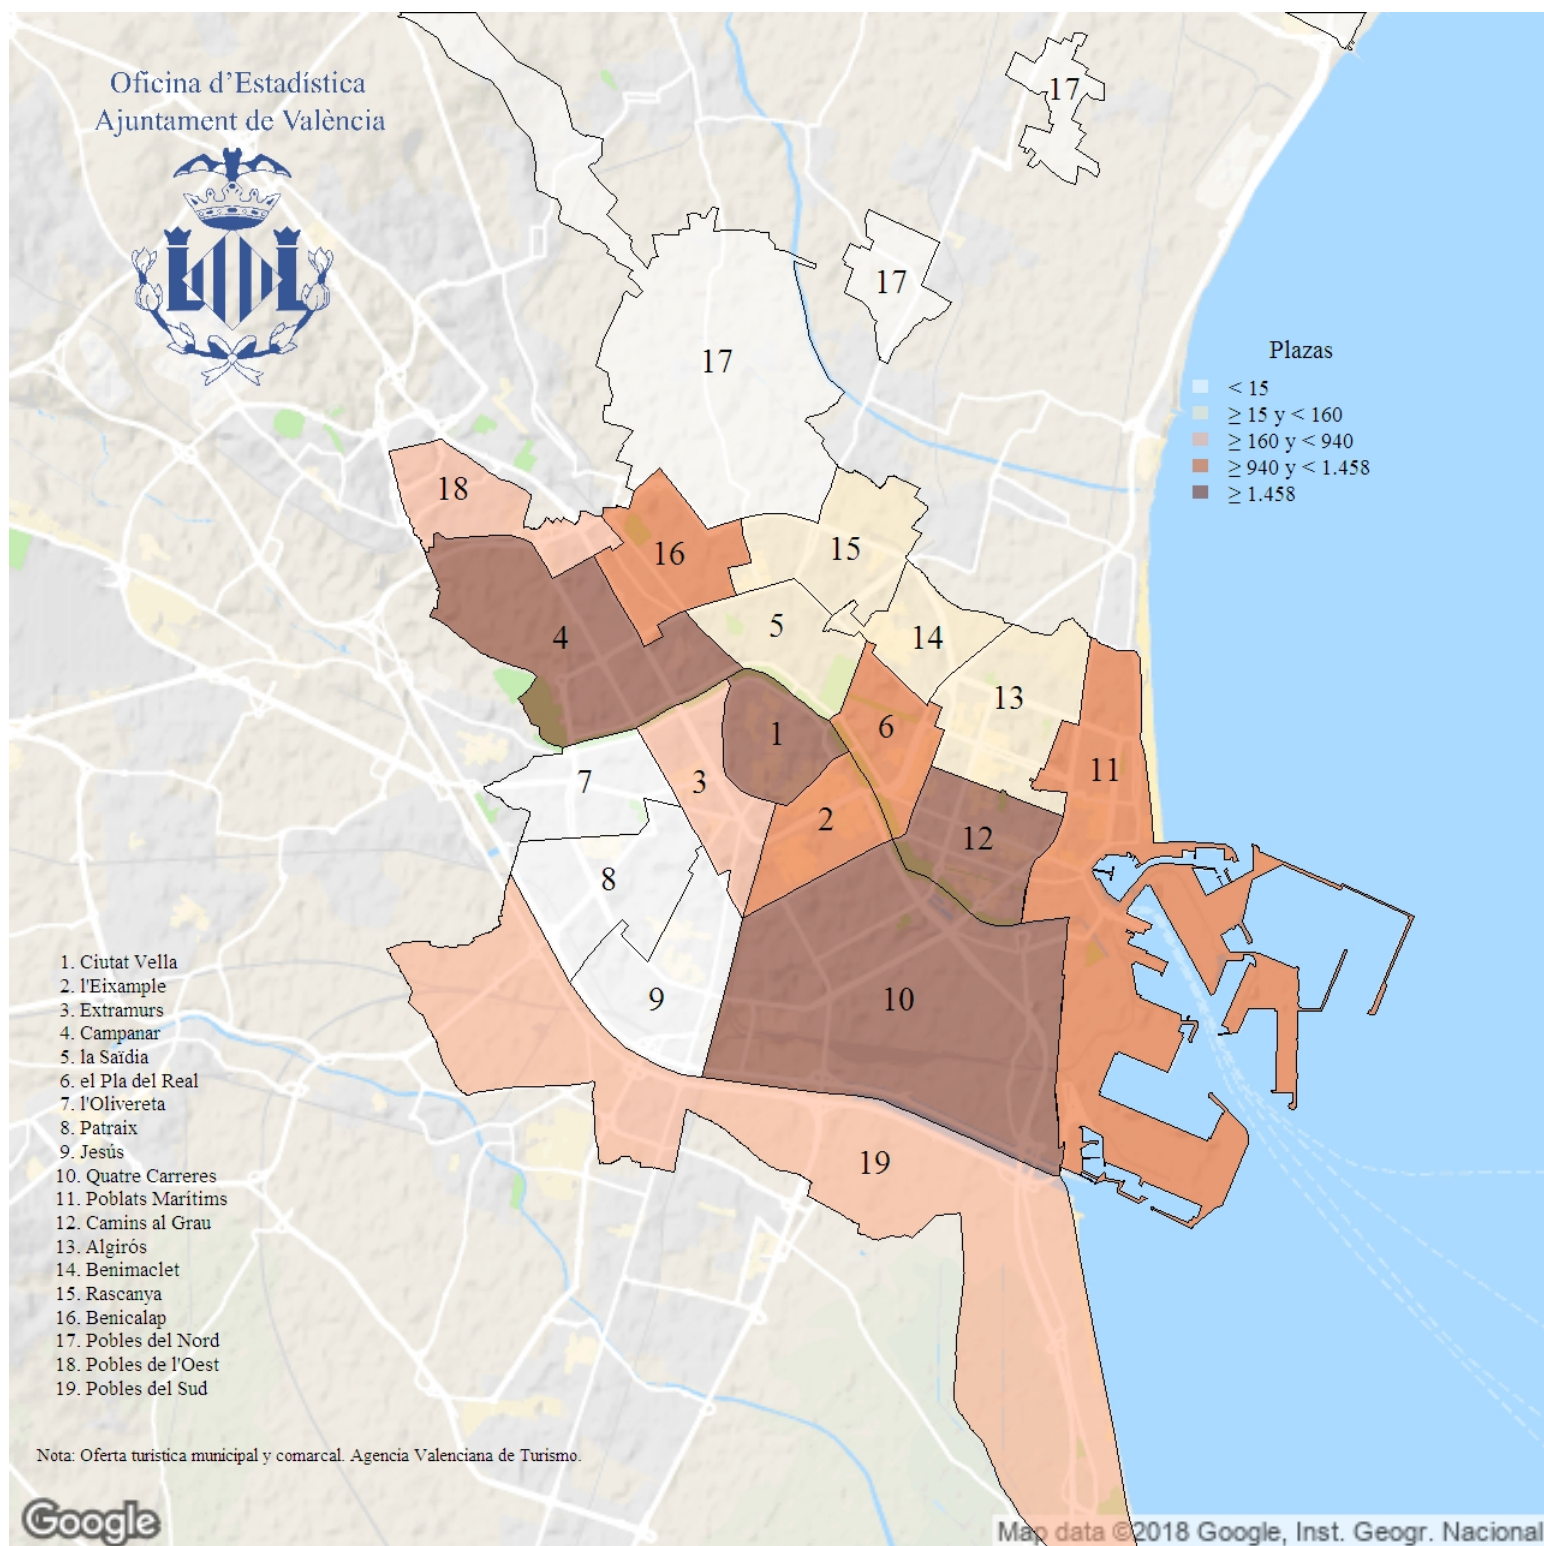 Oficina d'Estadística
Ajuntament de València
17
17
17
Plazas
< 15
≥ 15 y < 160
≥ 160 y < 940
≥ 940 y < 1.458
≥ 1.458
18
16
15
4
5
14
13
1
6
11
7
3
2
12
8
9
10
19
1. Ciutat Vella
2. l'Eixample
3. Extramurs
4. Campanar
5. la Saïdia
6. el Pla del Real
7. l'Olivereta
8. Patraix
9. Jesús
10. Quatre Carreres
11. Poblats Marítims
12. Camins al Grau
13. Algirós
14. Benimaclet
15. Rascanya
16. Benicalap
17. Pobles del Nord
18. Pobles de l'Oest
19. Pobles del Sud
Nota: Oferta turística municipal y comarcal. Agencia Valenciana de Turismo.
Google
Map data ©2018 Google, Inst. Geogr. Nacional